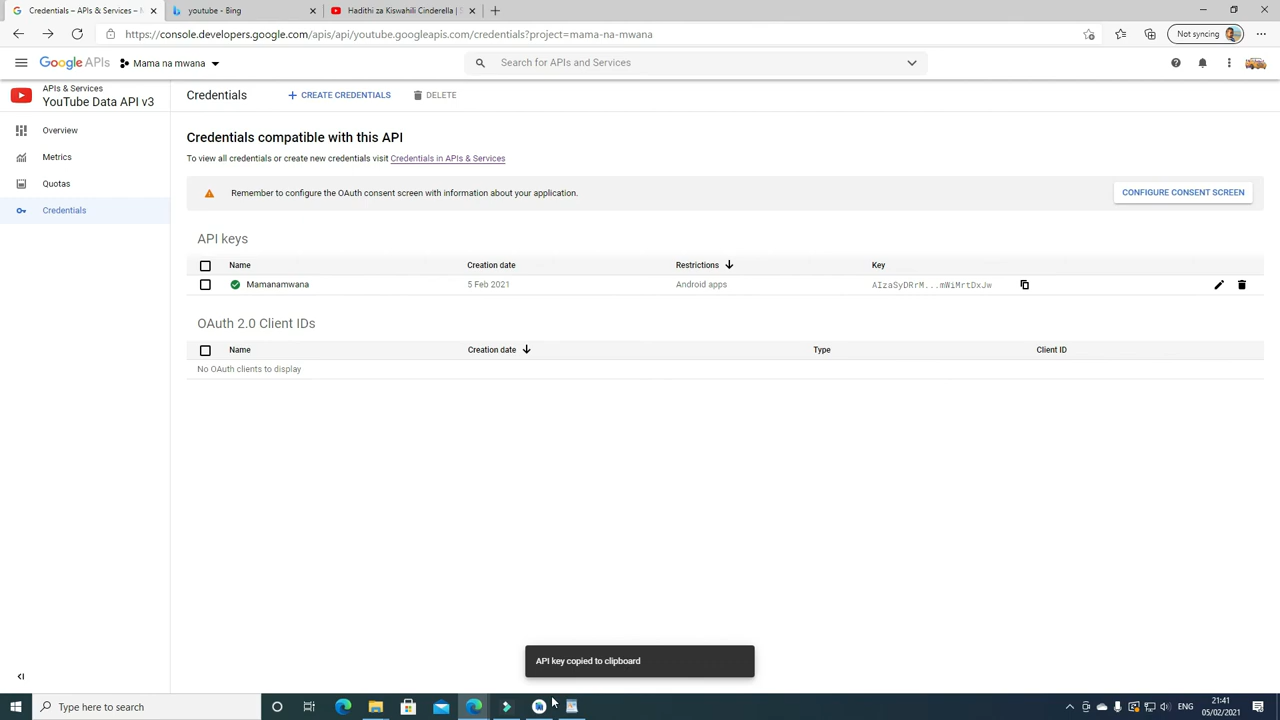 Credentials – APIs & Services – M
youtube - Bing
Hadithi za Kiswahili Cinderella | S
https://console.developers.google.com/apis/api/youtube.googleapis.com/credentials?project=mama-na-mwana
Not syncing
Google APIs
Mama na mwana
Search for APIs and Services
APIs & Services
YouTube Data API v3
Credentials
CREATE CREDENTIALS
DELETE
Overview
Metrics
Quotas
Credentials
Credentials compatible with this API
To view all credentials or create new credentials visit Credentials in APIs & Services
Remember to configure the OAuth consent screen with information about your application.
CONFIGURE CONSENT SCREEN
API keys
Name Creation date Restrictions Key
Mamanamwana 5 Feb 2021 Android apps AIzaSyDRrM...mWiMrtDxJw
OAuth 2.0 Client IDs
Name Creation date Type Client ID
No OAuth clients to display
API key copied to clipboard
Type here to search
ENG
21:41
05/02/2021